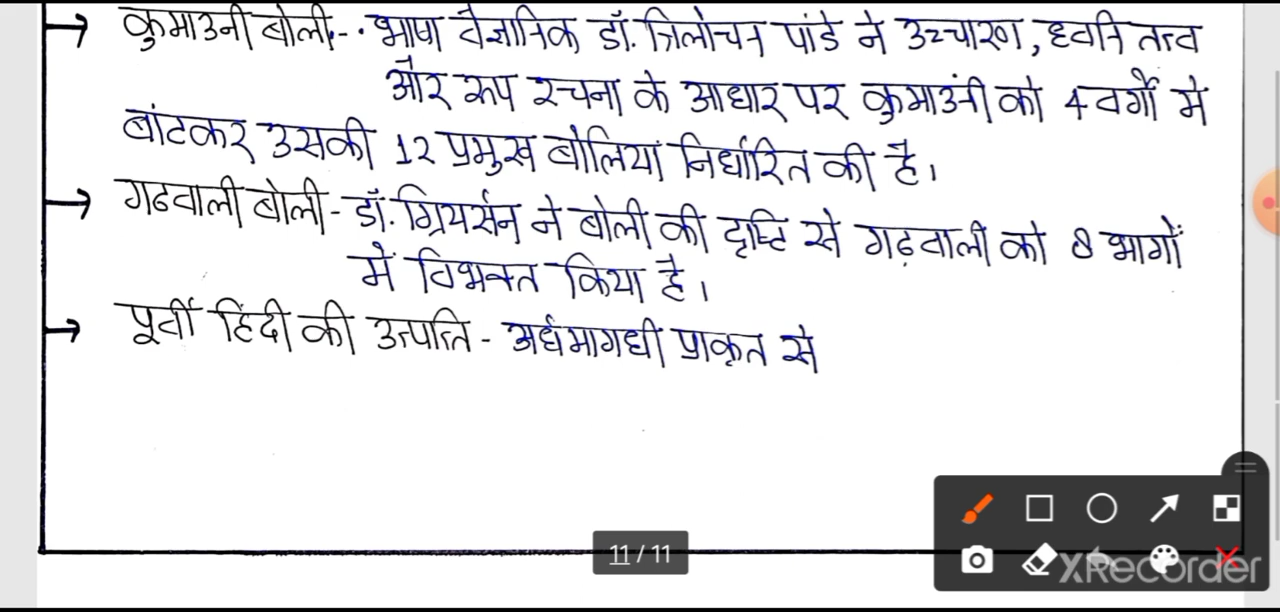 → कुमाउनी बोली:- भाषा वैज्ञानिक डॉ. त्रिलोचन पांडे ने उच्चारण, ध्वनि तत्व
और रूप रचना के आधार पर कुमाउंनी को 4 वर्गों में
बांटकर उसकी 12 प्रमुख बोलियां निर्धारित की है।
→ गढवाली बोली - डॉ. ग्रियर्सन ने बोली की दृष्टि से गढ़वाली को 8 भागों
में विभक्त किया है।
→ पूर्वी हिंदी की उत्पत्ति - अर्धमागधी प्राकृत से
11 / 11
XRecorder